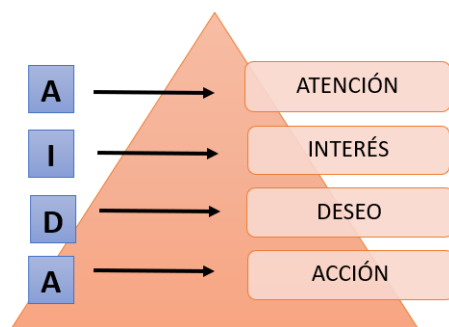 A
ATENCIÓN
I
INTERÉS
D
DESEO
A
ACCIÓN